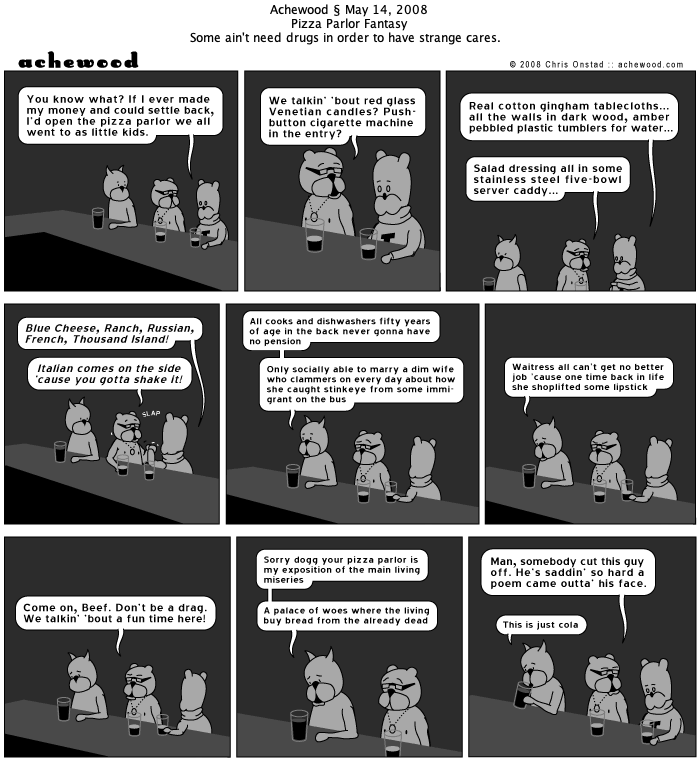 Achewood § May 14, 2008
Pizza Parlor Fantasy
Some ain't need drugs in order to have strange cares.
achewood
© 2008 Chris Onstad :: achewood.com
You know what? If I ever made
my money and could settle back,
I'd open the pizza parlor we all
went to as little kids.
We talkin' 'bout red glass
Venetian candles? Push-
button cigarette machine
in the entry?
Real cotton gingham tablecloths...
all the walls in dark wood, amber
pebbled plastic tumblers for water...
Salad dressing all in some
stainless steel five-bowl
server caddy...
Blue Cheese, Ranch, Russian,
French, Thousand Island!
Italian comes on the side
'cause you gotta shake it!
SLAP
All cooks and dishwashers fifty years
of age in the back never gonna have
no pension
Only socially able to marry a dim wife
who clammers on every day about how
she caught stinkeye from some immi-
grant on the bus
Waitress all can't get no better
job 'cause one time back in life
she shoplifted some lipstick
Come on, Beef. Don't be a drag.
We talkin' 'bout a fun time here!
Sorry dogg your pizza parlor is
my exposition of the main living
miseries
A palace of woes where the living
buy bread from the already dead
Man, somebody cut this guy
off. He's saddin' so hard a
poem came outta' his face.
This is just cola